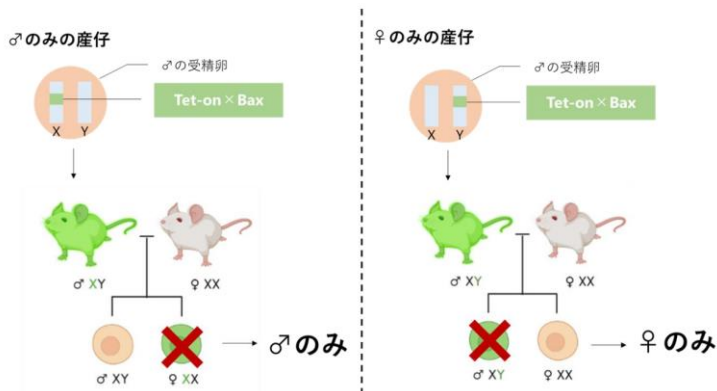 ♂のみの産仔
♂の受精卵
Tet-on×Bax
X Y
♂ XY ♀ XX
♂ XY ♀ XX
♂のみ
♀のみの産仔
♂の受精卵
Tet-on×Bax
X Y
♂ XY ♀ XX
♂ XY ♀ XX
♀のみ